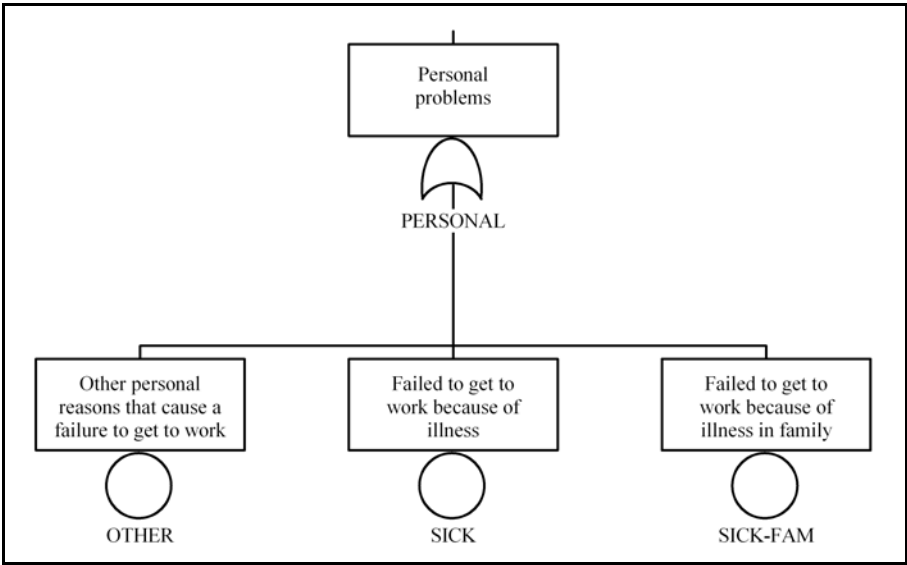 Personal
problems
PERSONAL
Other personal
reasons that cause a
failure to get to work
Failed to get to
work because of
illness
Failed to get to
work because of
illness in family
OTHER
SICK
SICK-FAM